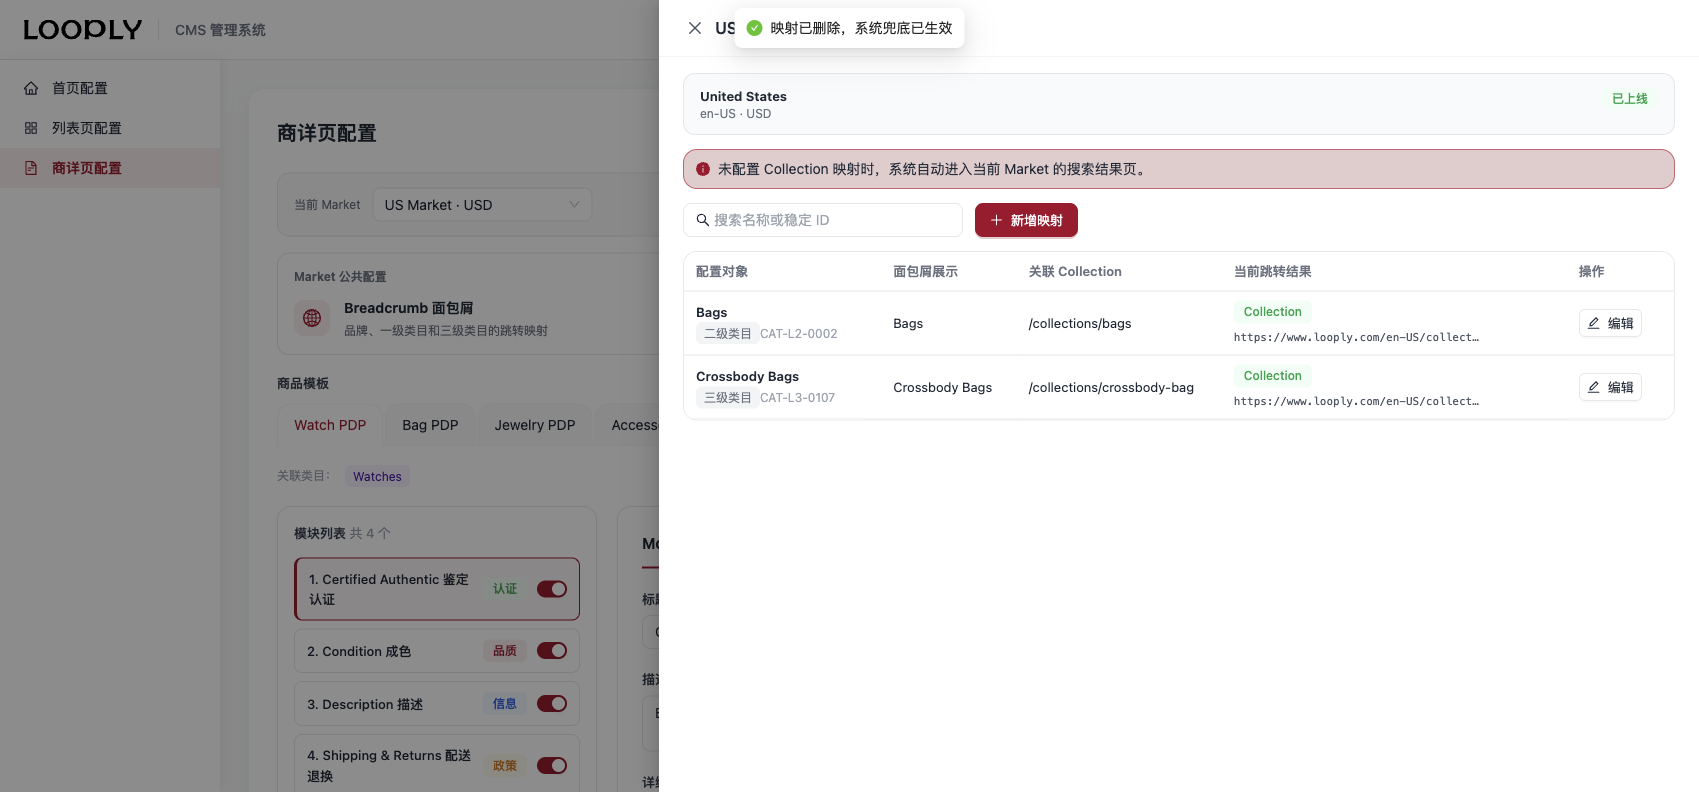 LOOPLY
CMS 管理系统
首页配置
列表页配置
商详页配置
商详页配置
当前 Market
US Market · USD
Market 公共配置
Breadcrumb 面包屑
品牌、一级类目和三级类目的跳转映射
商品模板
Watch PDP
Bag PDP
Jewelry PDP
Access
关联类目：
Watches
模块列表 共 4 个
1. Certified Authentic 鉴定
认证
认证
2. Condition 成色
品质
3. Description 描述
信息
4. Shipping & Returns 配送
退换
政策
US
映射已删除，系统兜底已生效
United States
en-US · USD
已上线
未配置 Collection 映射时，系统自动进入当前 Market 的搜索结果页。
搜索名称或稳定 ID
新增映射
配置对象
面包屑展示
关联 Collection
当前跳转结果
操作
Bags
二级类目 CAT-L2-0002
Bags
/collections/bags
Collection
https://www.looply.com/en-US/collect…
编辑
Crossbody Bags
三级类目 CAT-L3-0107
Crossbody Bags
/collections/crossbody-bag
Collection
https://www.looply.com/en-US/collect…
编辑